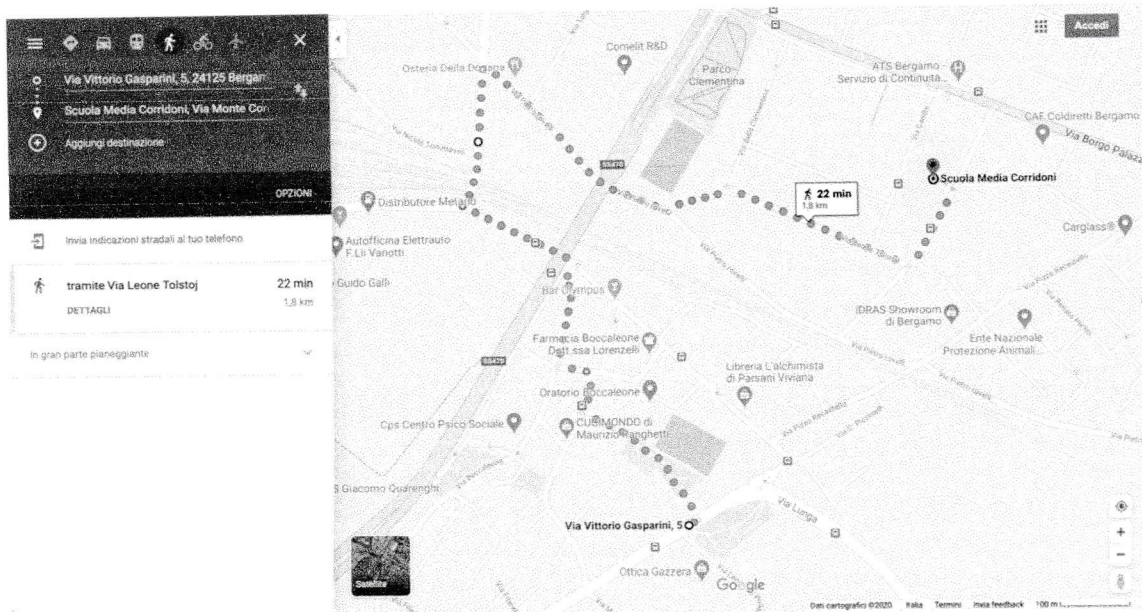 Via Vittorio Gasparini, 5, 24125 Bergam
Scuola Media Corridoni, Via Monte Cor
Aggiungi destinazione
OPZIONI
Invia indicazioni stradali al tuo telefono
tramite Via Leone Tolstoj
22 min
1,8 km
DETTAGLI
In gran parte pianeggiante
Accedi
Comelit R&D
Osteria Della Dogana
Parco
Clementina
ATS Bergamo -
Servizio di Continuità...
CAF Coldiretti Bergamo
Via Borgo Palazz
SS470
Scuola Media Corridoni
22 min
1,8 km
Distributore Metano
Carglass®
Autofficina Elettrauto
F.Lli Vanotti
Guido Galli
Bar Olympus
IDRAS Showroom
di Bergamo
Ente Nazionale
Protezione Animali...
Farmacia Boccaleone
Dott.ssa Lorenzelli
SS470
Libreria L'alchimista
di Parsani Viviana
Oratorio Boccaleone
Cps Centro Psico Sociale
CUBIMONDO di
Maurizio Ranghetti
S Giacomo Quarenghi
Via Lunga
Via Vittorio Gasparini, 5
Ottica Gazzera
Satellite
Google
Dati cartografici ©2020
Italia
Termini
Invia feedback
100 m